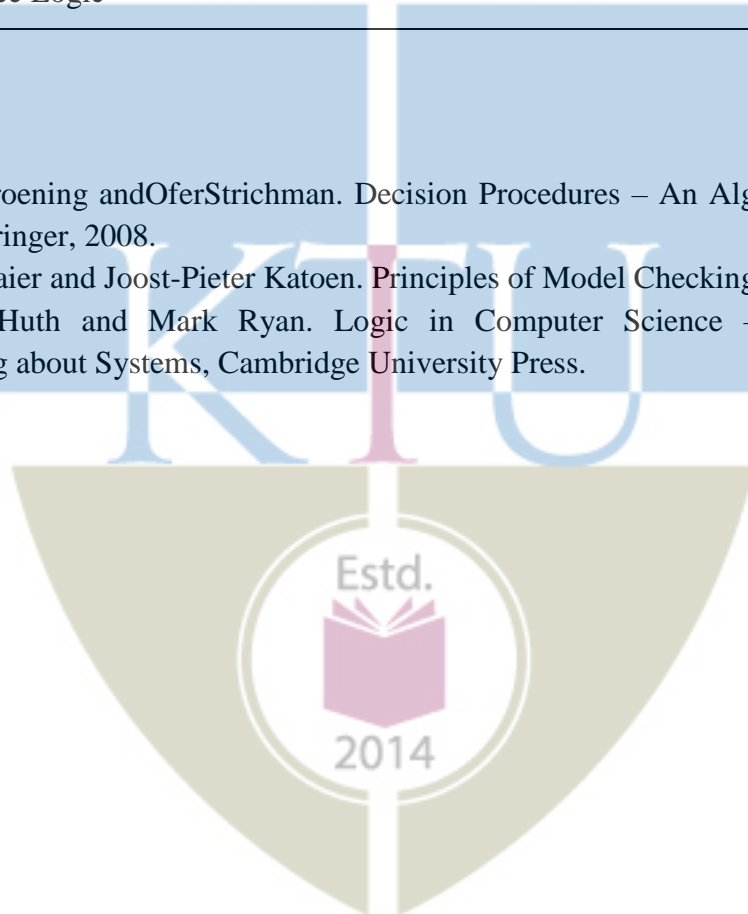 Logic
roening andOferStrichman. Decision Procedures – An Alg
ringer, 2008.
aier and Joost-Pieter Katoen. Principles of Model Checking
Huth and Mark Ryan. Logic in Computer Science –
g about Systems, Cambridge University Press.
KTU
Estd.
2014